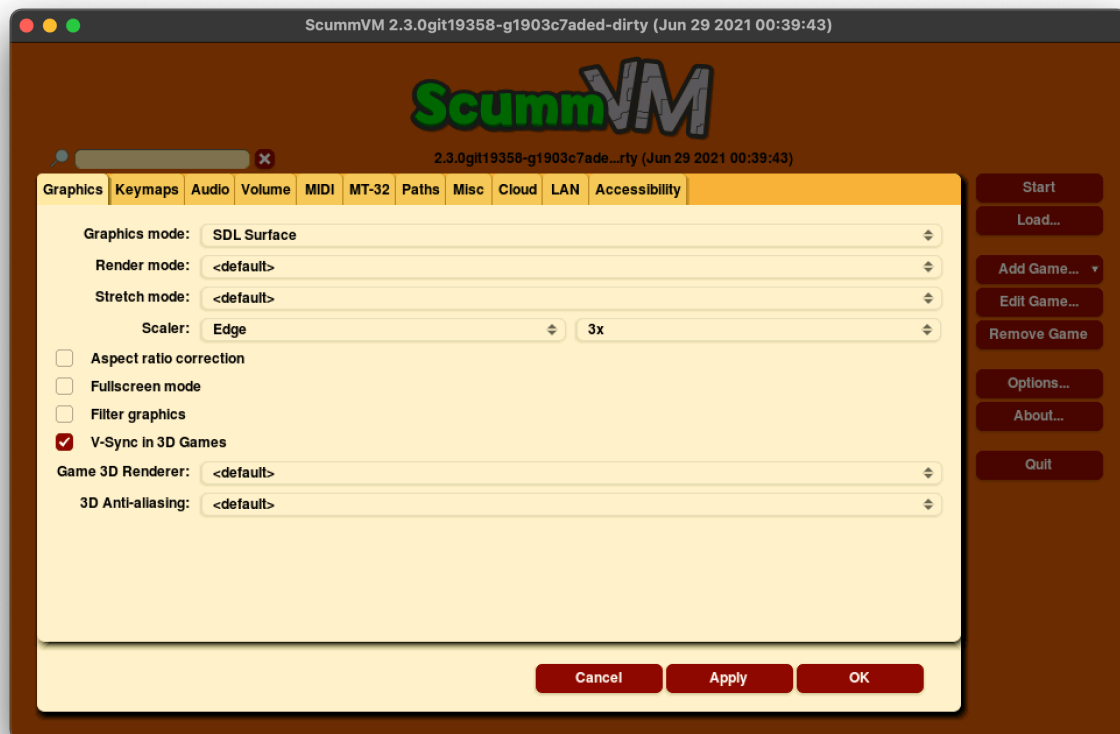 ScummVM 2.3.0git19358-g1903c7aded-dirty (Jun 29 2021 00:39:43)
ScummVM
2.3.0git19358-g1903c7ade...rty (Jun 29 2021 00:39:43)
Graphics Keymaps Audio Volume MIDI MT-32 Paths Misc Cloud LAN Accessibility
Graphics mode: SDL Surface
Render mode: <default>
Stretch mode: <default>
Scaler: Edge 3x
Aspect ratio correction
Fullscreen mode
Filter graphics
V-Sync in 3D Games
Game 3D Renderer: <default>
3D Anti-aliasing: <default>
Cancel Apply OK
Start
Load...
Add Game...
Edit Game...
Remove Game
Options...
About...
Quit